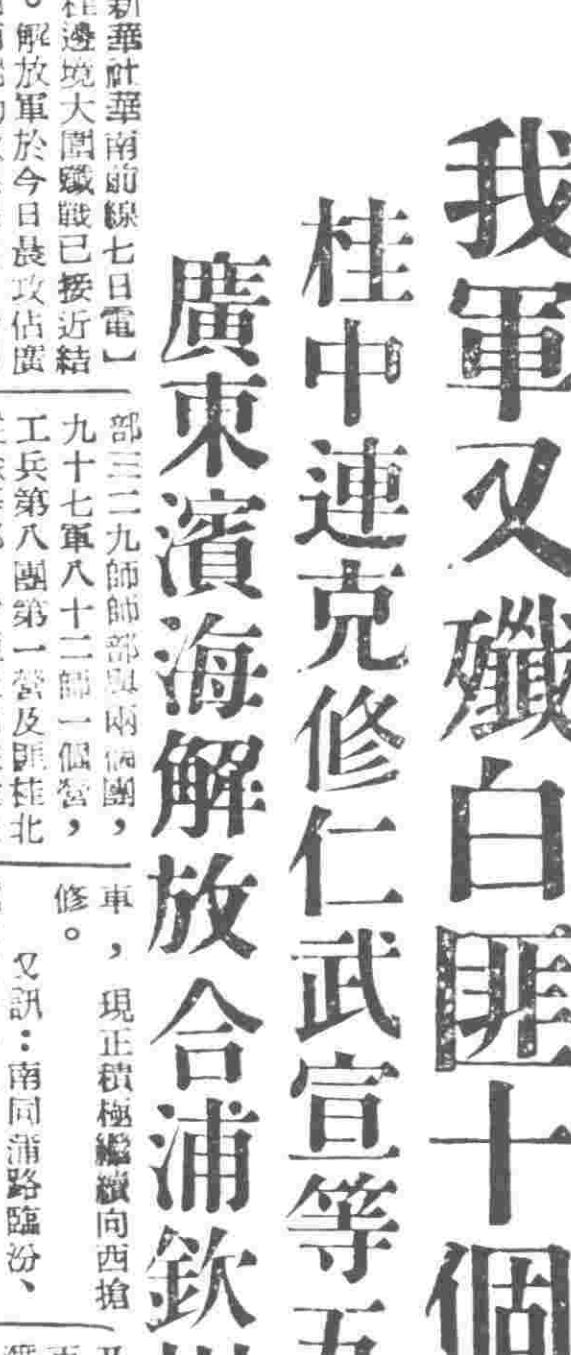 我軍又殲白匪十個
桂中連克修仁武宣等五
廣東濱海解放合浦欽
新華社華南前線七日電】
桂邊境大圍殲戰已接近結
。解放軍於今日晨攻佔廣
部三二九師師部與兩個團，
九十七軍八十二師一個營，
工兵第八團第一營及匪桂北
車，現正積極繼續向西搶
修。
又訊：南同蒲路臨汾、